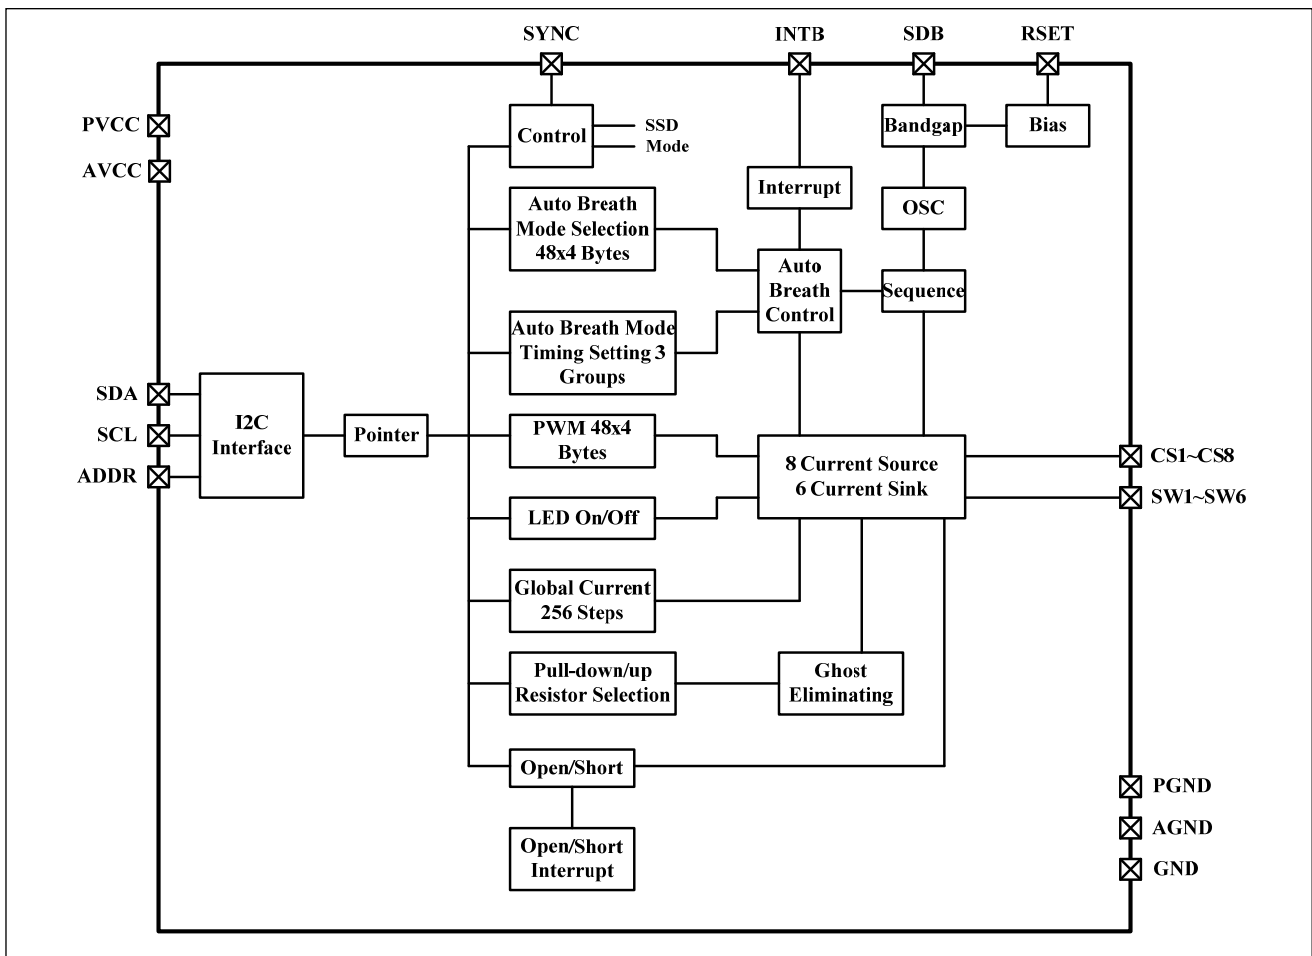 SYNC
INTB
SDB
RSET
PVCC
AVCC
Control
SSD
Mode
Bandgap
Bias
Interrupt
OSC
Auto Breath
Mode Selection
48x4 Bytes
Auto
Breath
Control
Sequence
Auto Breath Mode
Timing Setting 3
Groups
SDA
SCL
ADDR
I2C
Interface
Pointer
PWM 48x4
Bytes
8 Current Source
6 Current Sink
CS1~CS8
SW1~SW6
LED On/Off
Global Current
256 Steps
Pull-down/up
Resistor Selection
Ghost
Eliminating
Open/Short
Open/Short
Interrupt
PGND
AGND
GND